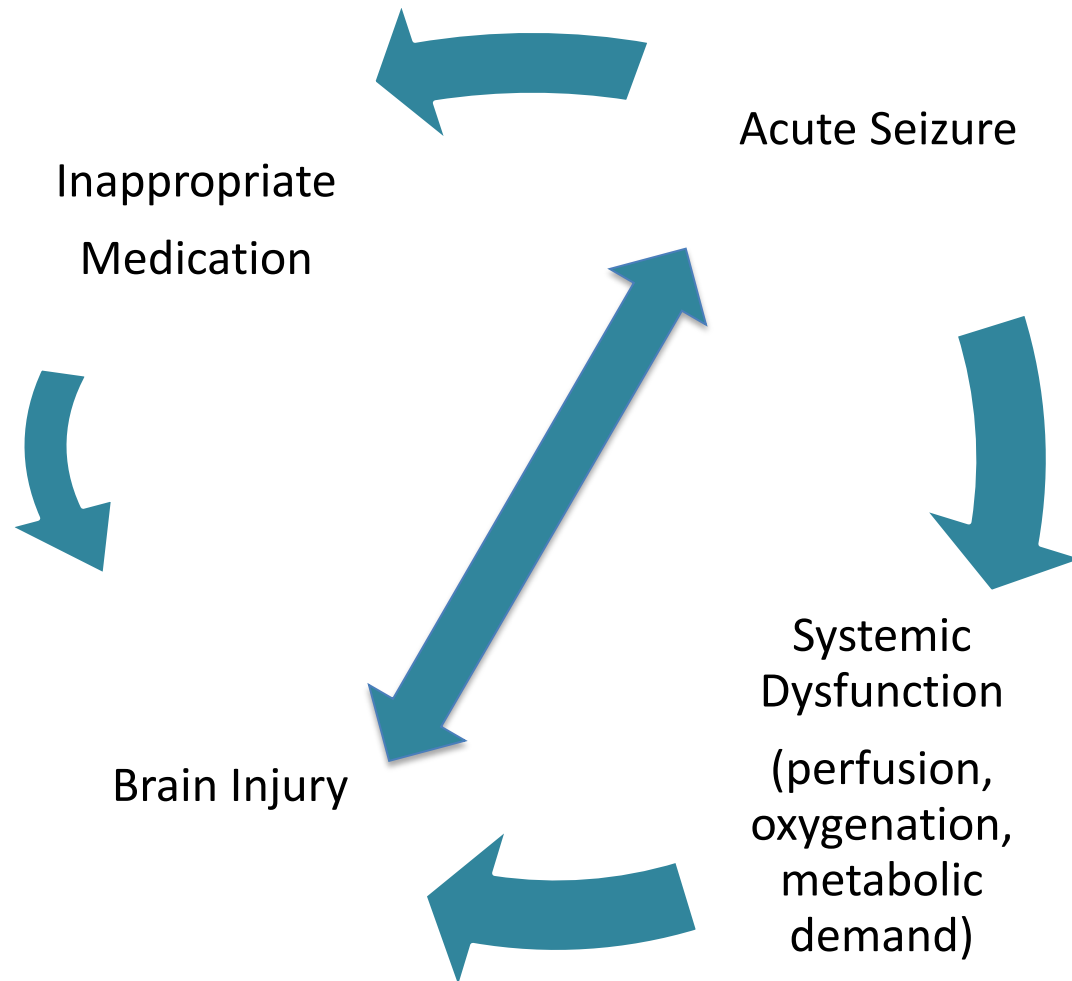 Acute Seizure
Inappropriate
Medication
Systemic
Dysfunction
(perfusion,
oxygenation,
metabolic
demand)
Brain Injury